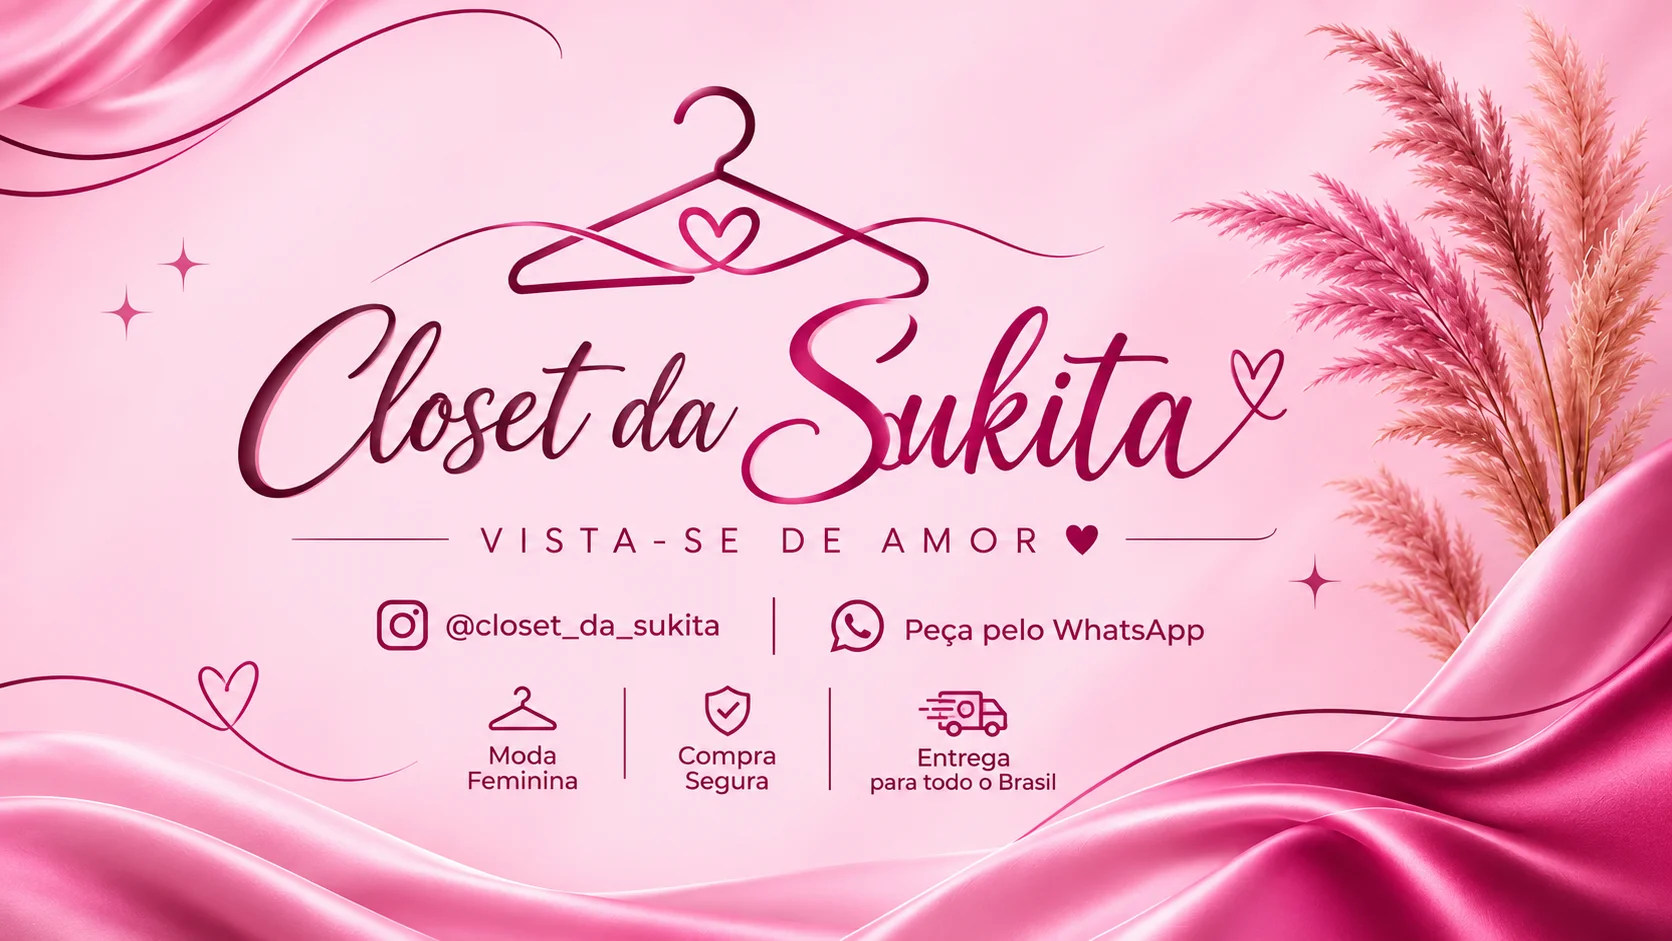 Closet da Sukita
VISTA-SE DE AMOR
@closet_da_sukita
Peça pelo WhatsApp
Moda
Feminina
Compra
Segura
Entrega
para todo o Brasil